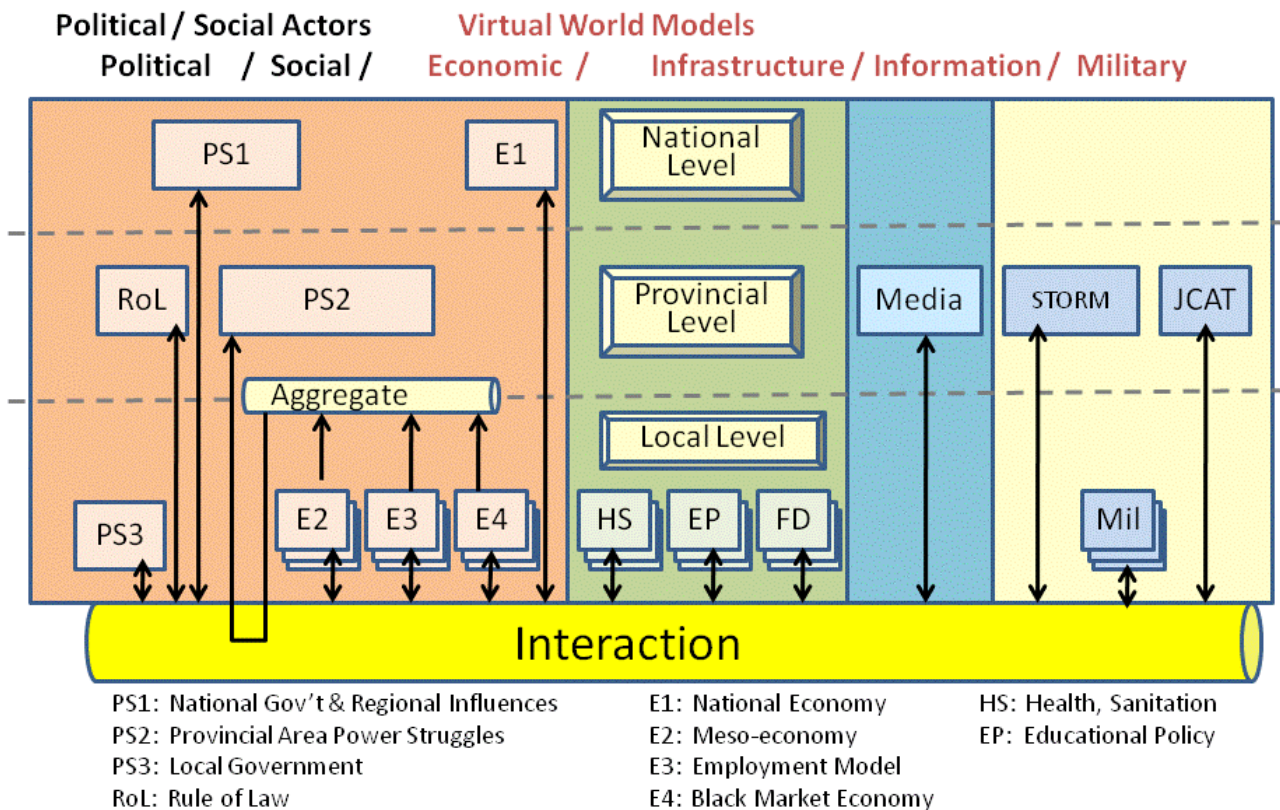 Political / Social Actors Virtual World Models
Political / Social / Economic / Infrastructure / Information / Military
PS1 E1 National
Level
RoL PS2 Provincial
Level Media STORM JCAT
Aggregate
Local Level
PS3 E2 E3 E4 HS EP FD Mil
Interaction
PS1: National Gov't & Regional Influences E1: National Economy HS: Health, Sanitation
PS2: Provincial Area Power Struggles E2: Meso-economy EP: Educational Policy
PS3: Local Government E3: Employment Model
RoL: Rule of Law E4: Black Market Economy